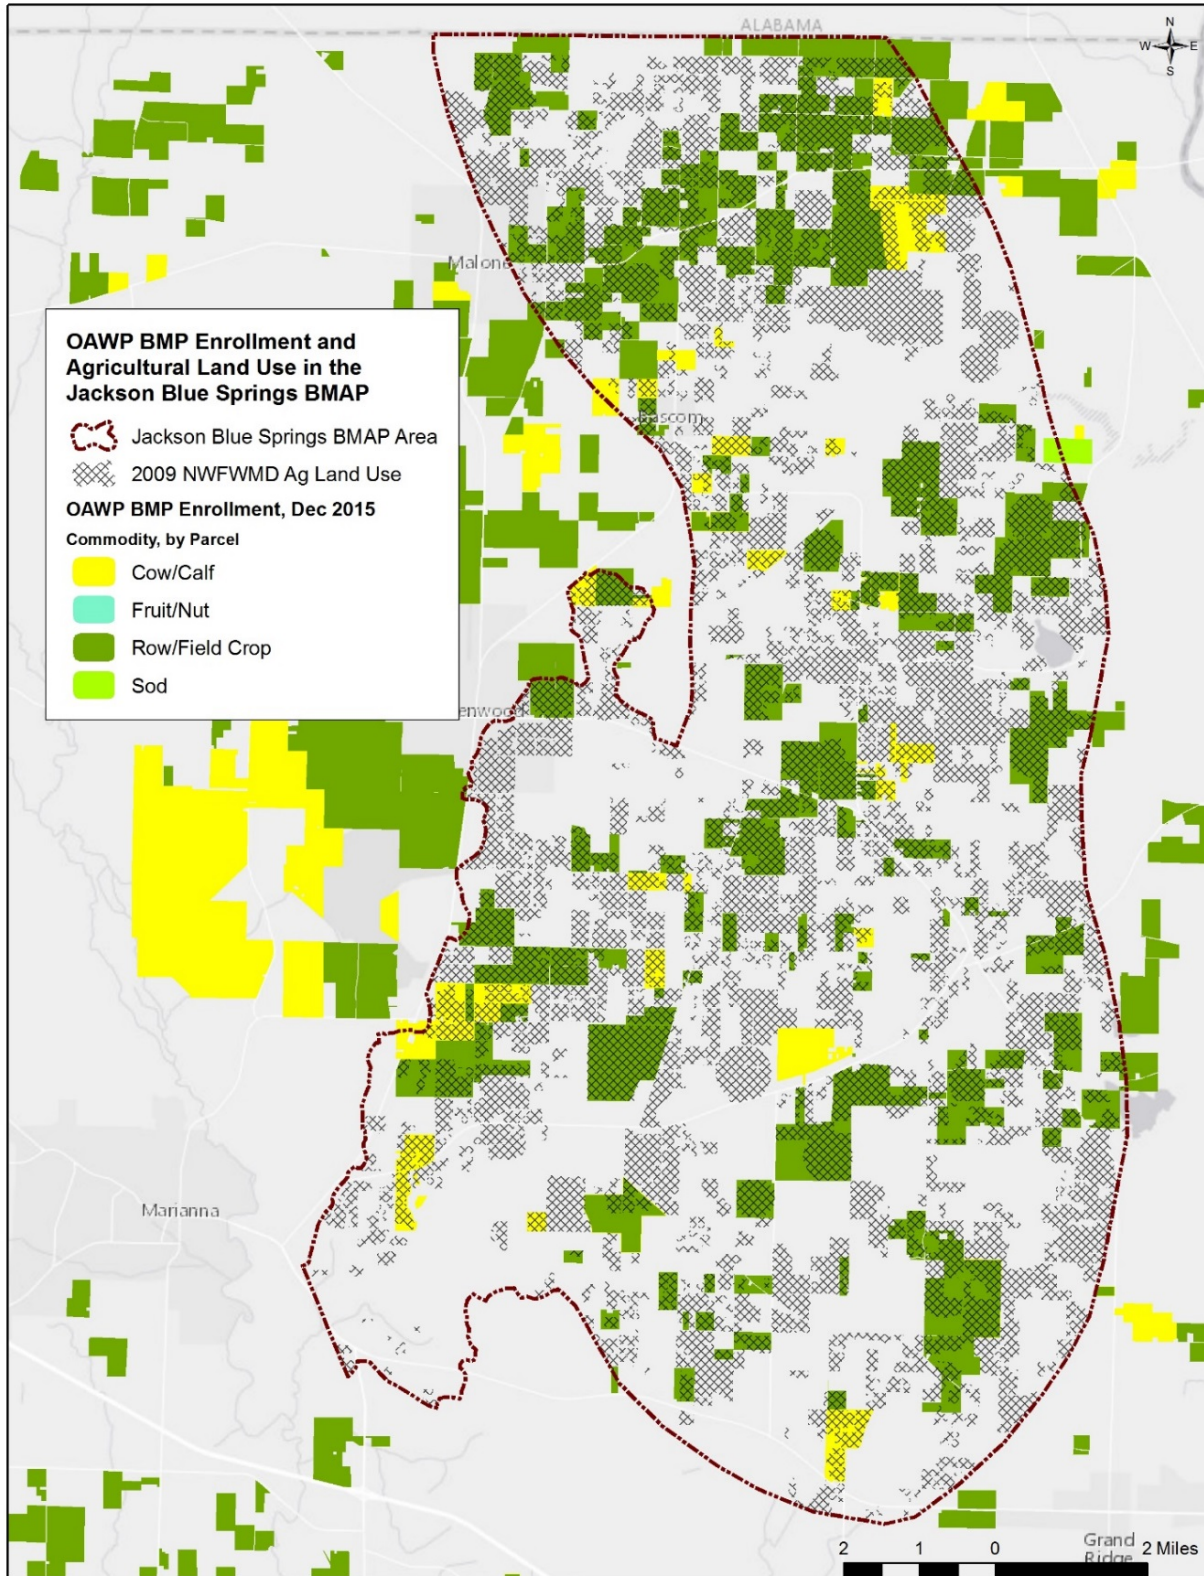 ALABAMA
N
W E
S
Malone
OAWP BMP Enrollment and
Agricultural Land Use in the
Jackson Blue Springs BMAP
Jackson Blue Springs BMAP Area
2009 NWFWMD Ag Land Use
OAWP BMP Enrollment, Dec 2015
Commodity, by Parcel
Cow/Calf
Fruit/Nut
Row/Field Crop
Sod
Bascom
enwood
Marianna
Grand
Ridge
2 1 0 2 Miles